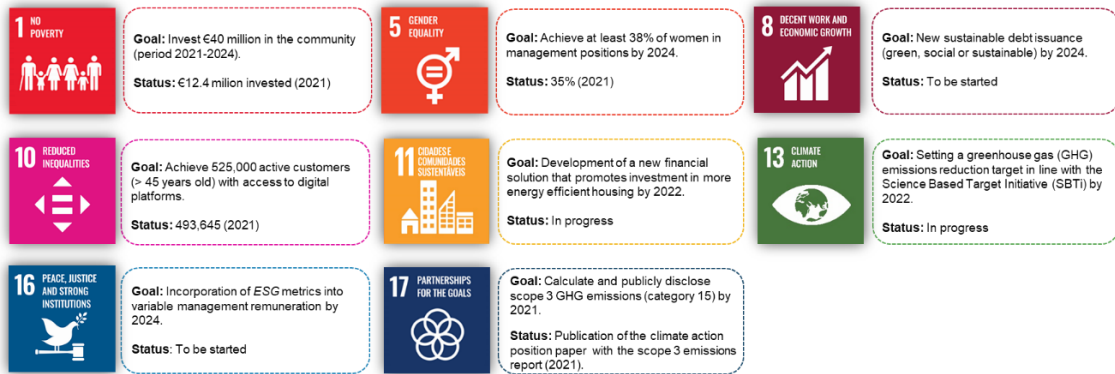 1 NO
POVERTY
Goal: Invest €40 million in the community
(period 2021-2024).
Status: €12.4 milion invested (2021)
5 GENDER
EQUALITY
Goal: Achieve at least 38% of women in
management positions by 2024.
Status: 35% (2021)
8 DECENT WORK AND
ECONOMIC GROWTH
Goal: New sustainable debt issuance
(green, social or sustainable) by 2024.
Status: To be started
10 REDUCED
INEQUALITIES
Goal: Achieve 525,000 active customers
(> 45 years old) with access to digital
platforms.
Status: 493,645 (2021)
11 CIDADES E
COMUNIDADES
SUSTENTÁVEIS
Goal: Development of a new financial
solution that promotes investment in more
energy efficient housing by 2022.
Status: In progress
13 CLIMATE
ACTION
Goal: Setting a greenhouse gas (GHG)
emissions reduction target in line with the
Science Based Target Initiative (SBTi) by
2022.
Status: In progress
16 PEACE, JUSTICE
AND STRONG
INSTITUTIONS
Goal: Incorporation of ESG metrics into
variable management remuneration by
2024.
Status: To be started
17 PARTNERSHIPS
FOR THE GOALS
Goal: Calculate and publicly disclose
scope 3 GHG emissions (category 15) by
2021.
Status: Publication of the climate action
position paper with the scope 3 emissions
report (2021).